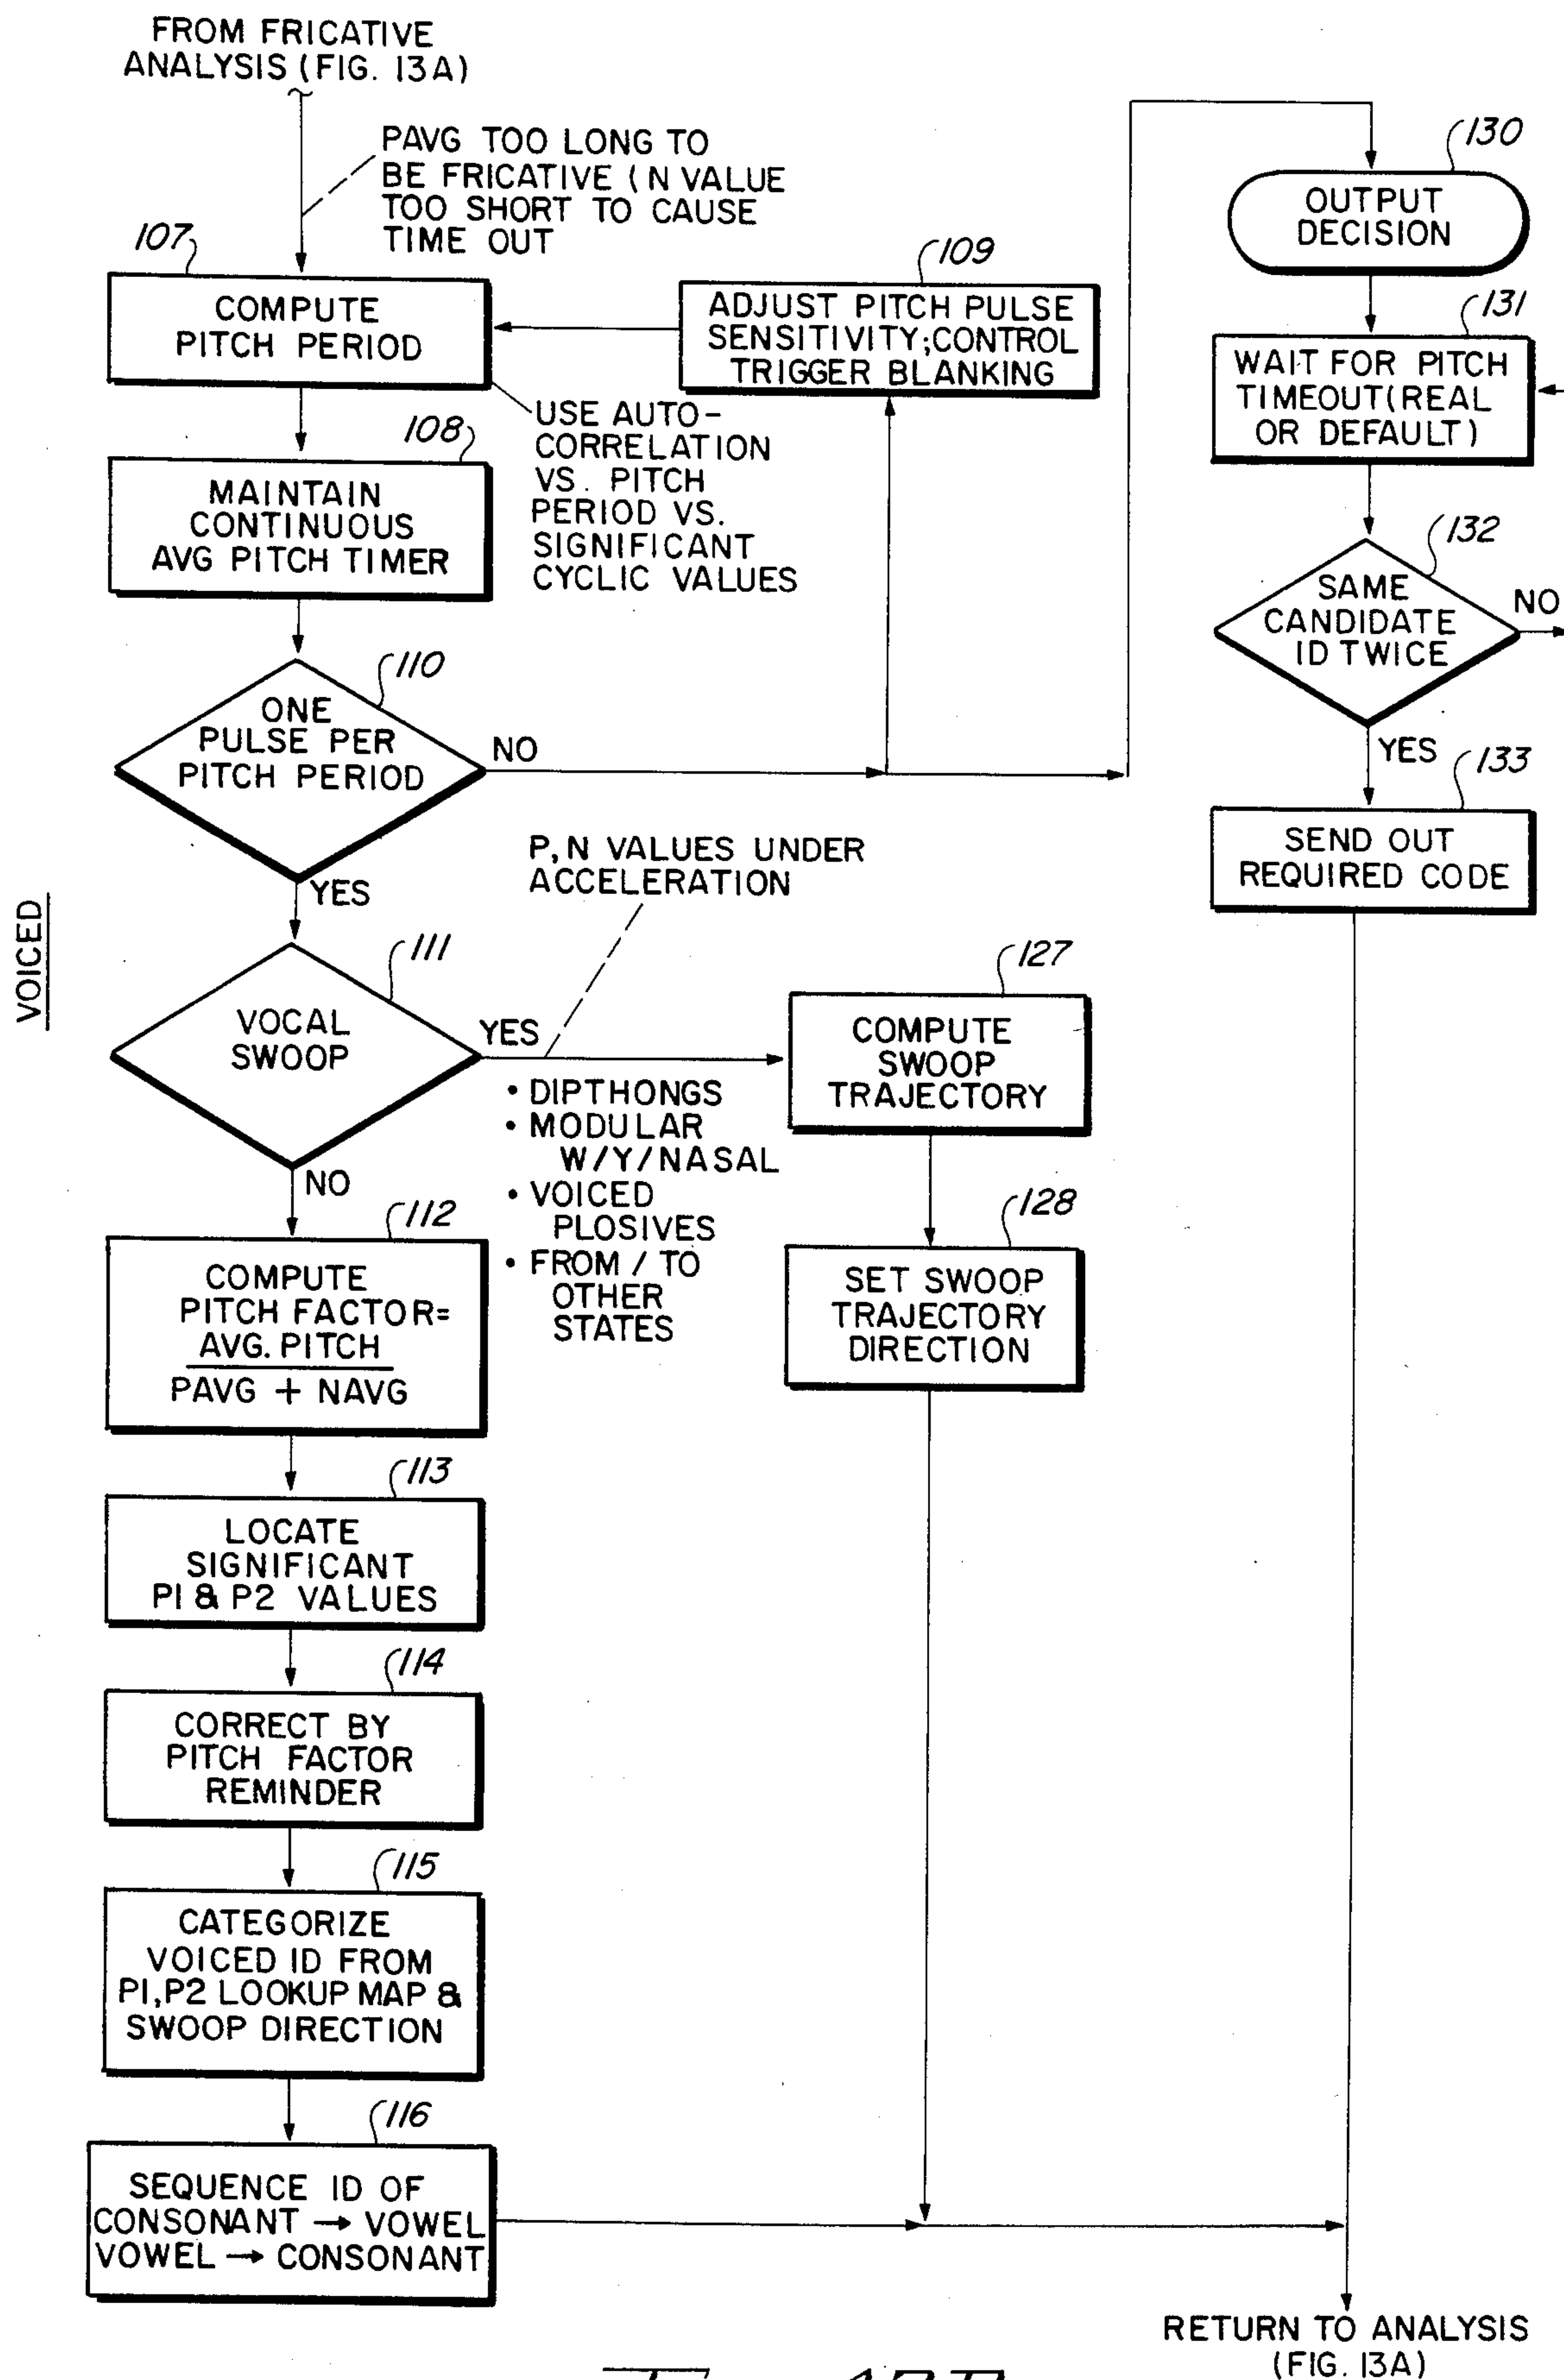 FROM FRICATIVE
ANALYSIS (FIG. 13A)
PAVG TOO LONG TO
BE FRICATIVE (N VALUE
TOO SHORT TO CAUSE
TIME OUT
107
COMPUTE
PITCH PERIOD
109
ADJUST PITCH PULSE
SENSITIVITY; CONTROL
TRIGGER BLANKING
USE AUTO-
CORRELATION
VS. PITCH
PERIOD VS.
SIGNIFICANT
CYCLIC VALUES
108
MAINTAIN
CONTINUOUS
AVG PITCH TIMER
110
ONE
PULSE PER
PITCH PERIOD
NO
YES
VOICED
111
VOCAL
SWOOP
YES
NO
P,N VALUES UNDER
ACCELERATION
• DIPTHONGS
• MODULAR
W/Y/NASAL
• VOICED
PLOSIVES
• FROM / TO
OTHER
STATES
127
COMPUTE
SWOOP
TRAJECTORY
128
SET SWOOP
TRAJECTORY
DIRECTION
112
COMPUTE
PITCH FACTOR=
AVG. PITCH
PAVG + NAVG
113
LOCATE
SIGNIFICANT
P1 & P2 VALUES
114
CORRECT BY
PITCH FACTOR
REMINDER
115
CATEGORIZE
VOICED ID FROM
P1,P2 LOOKUP MAP &
SWOOP DIRECTION
116
SEQUENCE ID OF
CONSONANT → VOWEL
VOWEL → CONSONANT
130
OUTPUT
DECISION
131
WAIT FOR PITCH
TIMEOUT(REAL
OR DEFAULT)
132
SAME
CANDIDATE
ID TWICE
NO
YES
133
SEND OUT
REQUIRED CODE
RETURN TO ANALYSIS
(FIG. 13A)